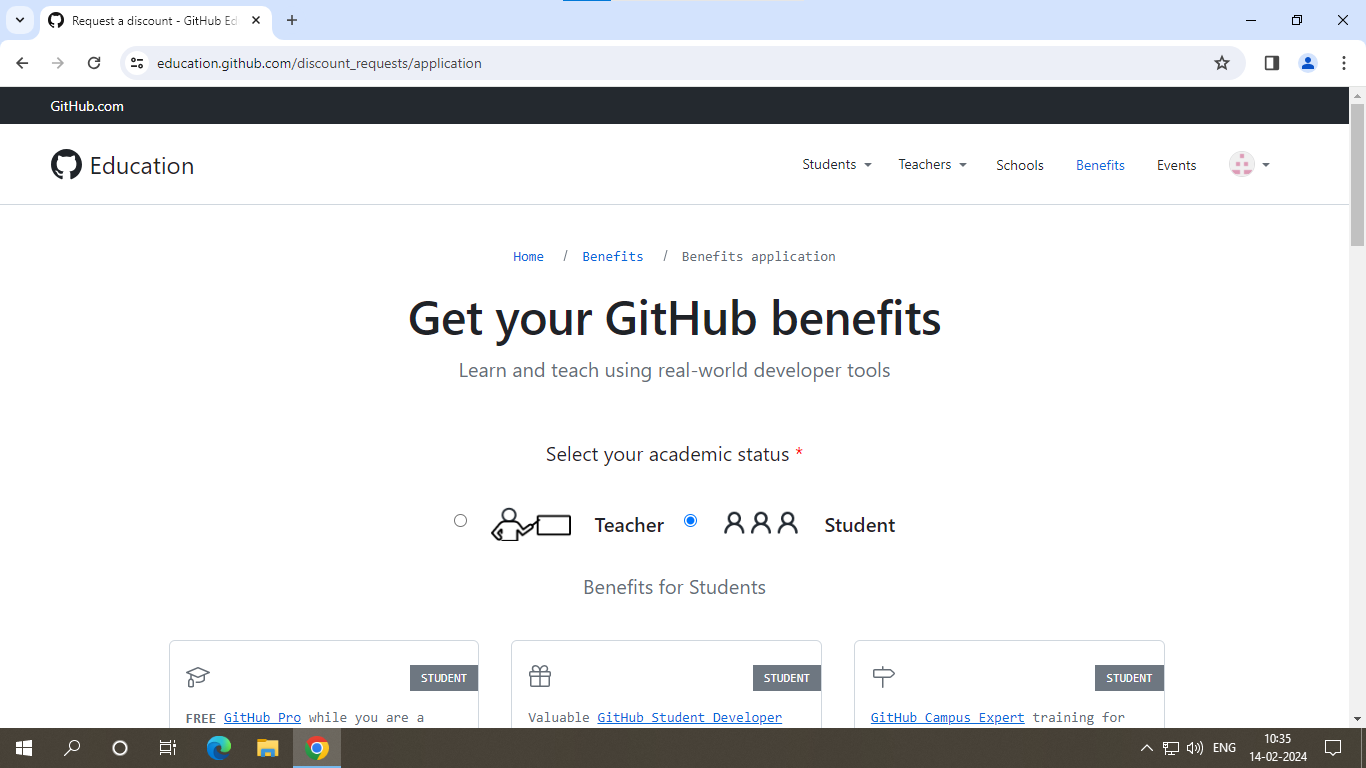 Request a discount - GitHub Ed
education.github.com/discount_requests/application
GitHub.com
Education
Students
Teachers
Schools
Benefits
Events
Home / Benefits / Benefits application
Get your GitHub benefits
Learn and teach using real-world developer tools
Select your academic status *
Teacher
Student
Benefits for Students
STUDENT
FREE GitHub Pro while you are a
STUDENT
Valuable GitHub Student Developer
STUDENT
GitHub Campus Expert training for
ENG
10:35
14-02-2024